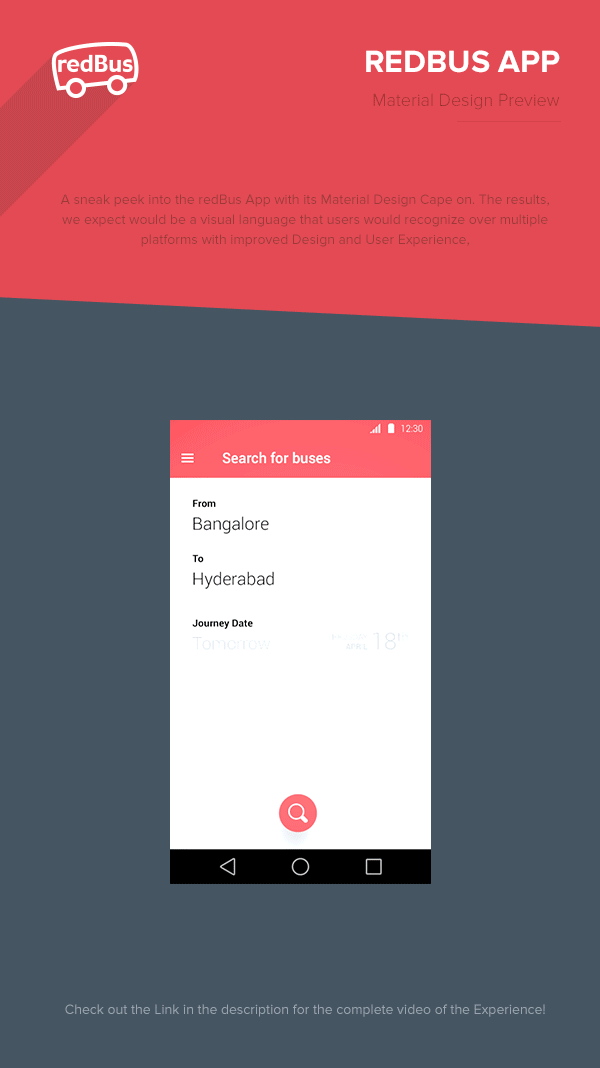 redBus
REDBUS APP
Material Design Preview
A sneak peek into the redBus App with its Material Design Cape on. The results,
we expect would be a visual language that users would recognize over multiple
platforms with improved Design and User Experience,
12:30
Search for buses
From
Bangalore
To
Hyderabad
Journey Date
Tomorrow
APRIL 18
Check out the Link in the description for the complete video of the Experience!